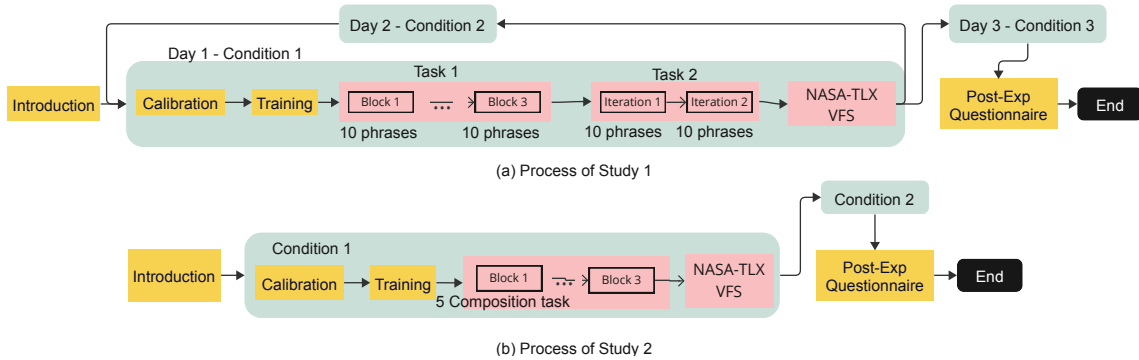 Day 2 - Condition 2
Day 3 - Condition 3
Day 1 - Condition 1
Task 1
Task 2
Introduction
Calibration
Training
Block 1
...
Block 3
Iteration 1
Iteration 2
NASA-TLX
VFS
Post-Exp
Questionnaire
End
10 phrases
10 phrases
10 phrases
10 phrases
(a) Process of Study 1
Condition 2
Condition 1
Introduction
Calibration
Training
Block 1
...
Block 3
NASA-TLX
VFS
Post-Exp
Questionnaire
End
5 Composition task
(b) Process of Study 2